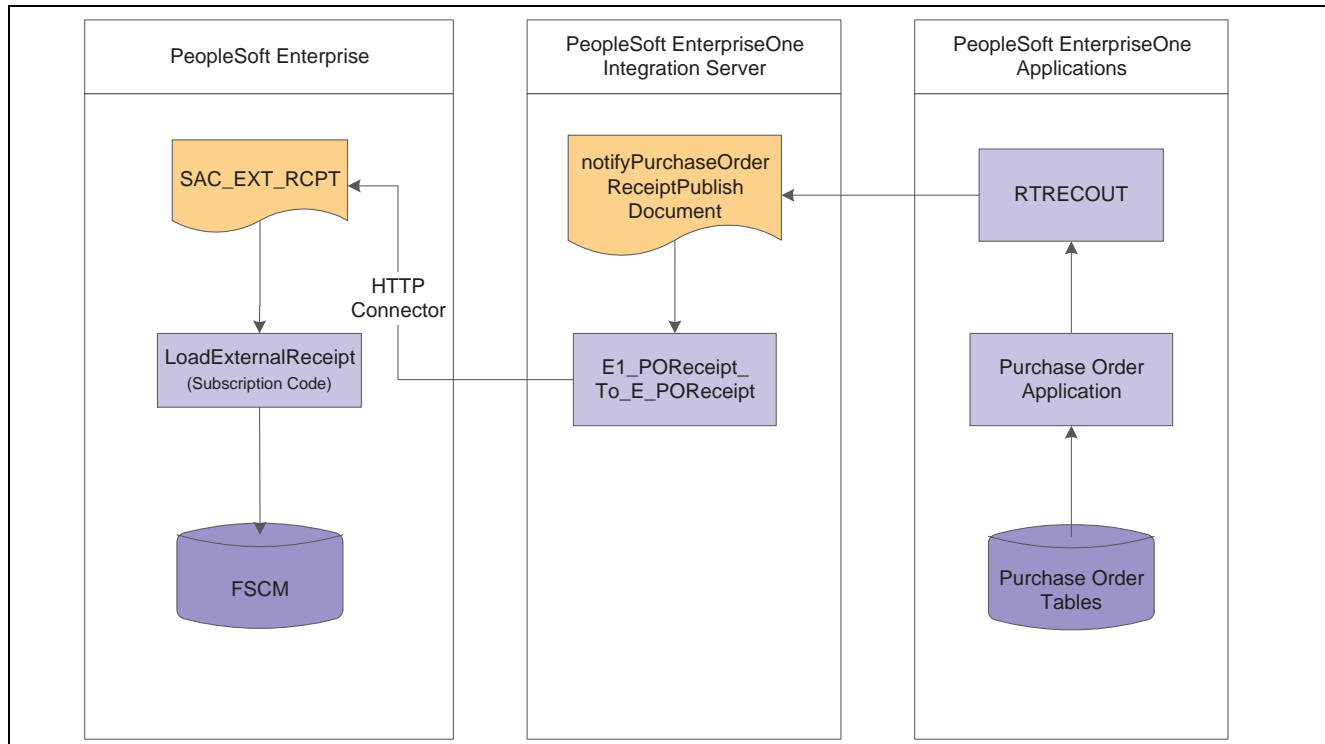 PeopleSoft Enterprise
PeopleSoft EnterpriseOne
Integration Server
PeopleSoft EnterpriseOne
Applications
SAC_EXT_RCPT
notifyPurchaseOrder
ReceiptPublish
Document
RTRECOUT
HTTP
Connector
LoadExternalReceipt
(Subscription Code)
E1_POReceipt_
To_E_POReceipt
Purchase Order
Application
FSCM
Purchase Order
Tables